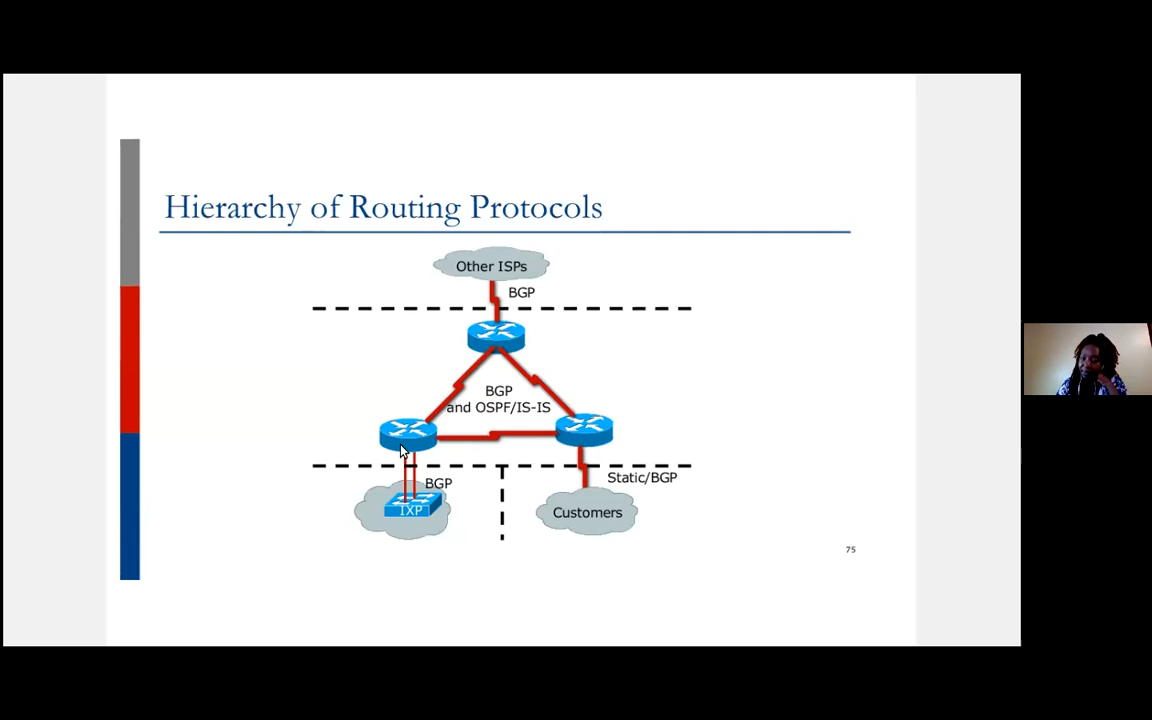 Hierarchy of Routing Protocols
Other ISPs
BGP
BGP
and OSPF/IS-IS
BGP
Static/BGP
IXP
Customers
75